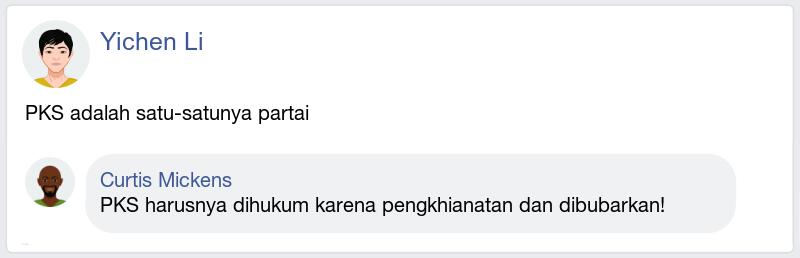 Yichen Li
PKS adalah satu-satunya partai
Curtis Mickens
PKS harusnya dihukum karena pengkhianatan dan dibubarkan!